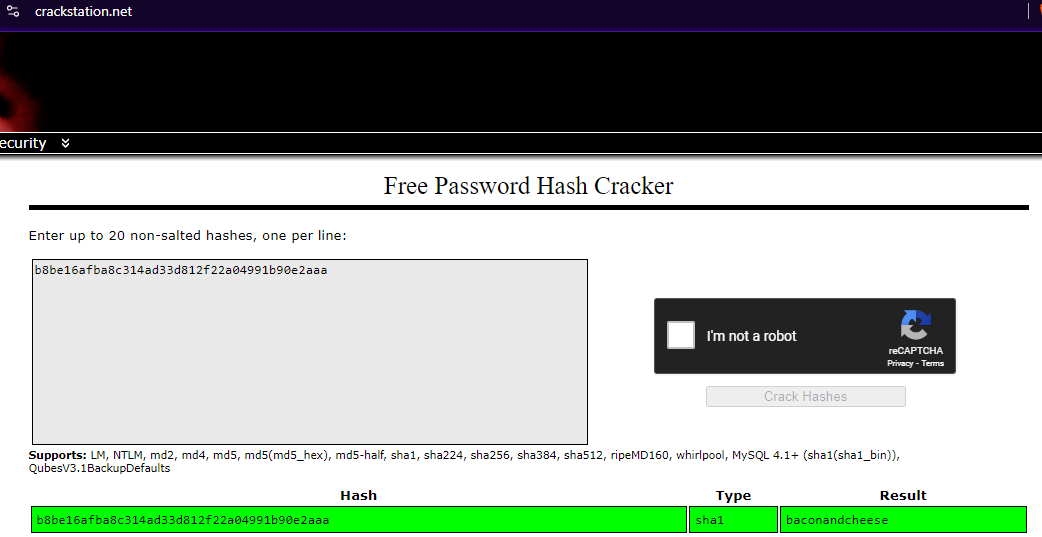 crackstation.net
ecurity
Free Password Hash Cracker
Enter up to 20 non-salted hashes, one per line:
b8be16afba8c314ad33d812f22a04991b90e2aaa
I'm not a robot
reCAPTCHA
Privacy - Terms
Crack Hashes
Supports: LM, NTLM, md2, md4, md5, md5(md5_hex), md5-half, sha1, sha224, sha256, sha384, sha512, ripeMD160, whirlpool, MySQL 4.1+ (sha1(sha1_bin)),
QubesV3.1BackupDefaults
Hash Type Result
b8be16afba8c314ad33d812f22a04991b90e2aaa sha1 baconandcheese